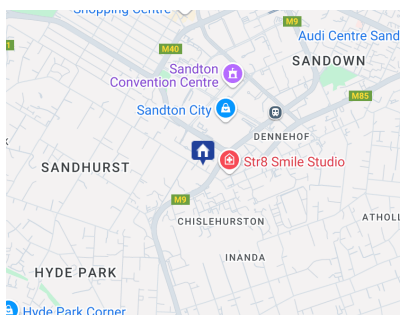 Shopping Centre
M9
Audi Centre Sand
1
M40
SANDOWN
Sandton
Convention Centre
M85
Sandton City
DENNEHOF
SANDHURST
Str8 Smile Studio
M9
CHISLEHURSTON
ATHOLL
INANDA
HYDE PARK
Hyde Park Corner